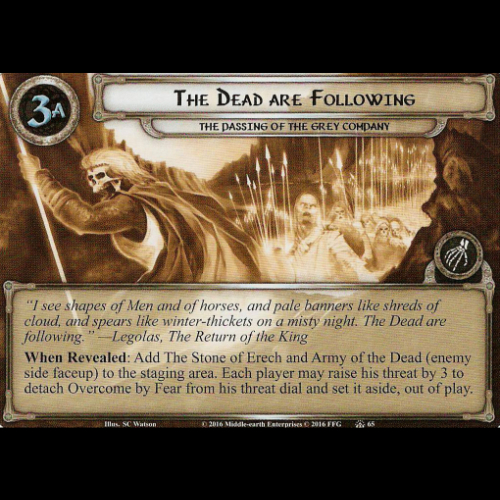 3A
THE DEAD ARE FOLLOWING
THE PASSING OF THE GREY COMPANY
"I see shapes of Men and of horses, and pale banners like shreds of
cloud, and spears like winter-thickets on a misty night. The Dead are
following." —Legolas, The Return of the King
When Revealed: Add The Stone of Erech and Army of the Dead (enemy
side faceup) to the staging area. Each player may raise his threat by 3 to
detach Overcome by Fear from his threat dial and set it aside, out of play.
Illus. SC Watson
© 2016 Middle-earth Enterprises © 2016 FFG
65